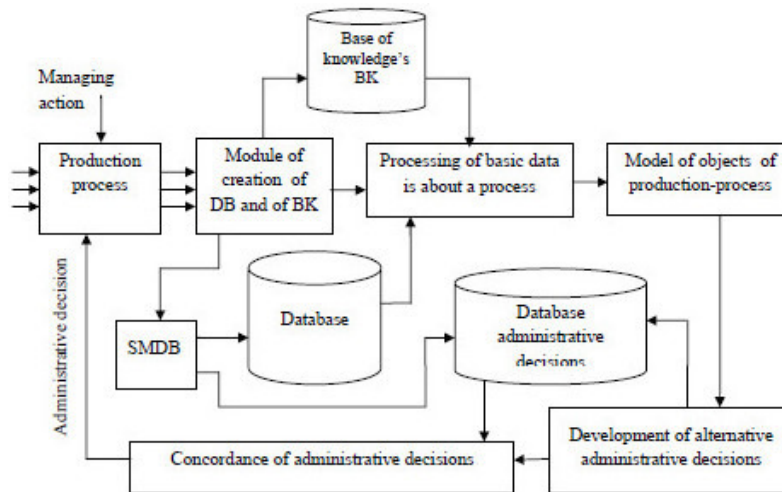 Base of
knowledge's
BK
Managing
action
Production
process
Module of
creation of
DB and of BK
Processing of basic data
is about a process
Model of objects of
production-process
Administrative decision
SMDB
Database
Database
administrative
decisions
Concordance of administrative decisions
Development of alternative
administrative decisions